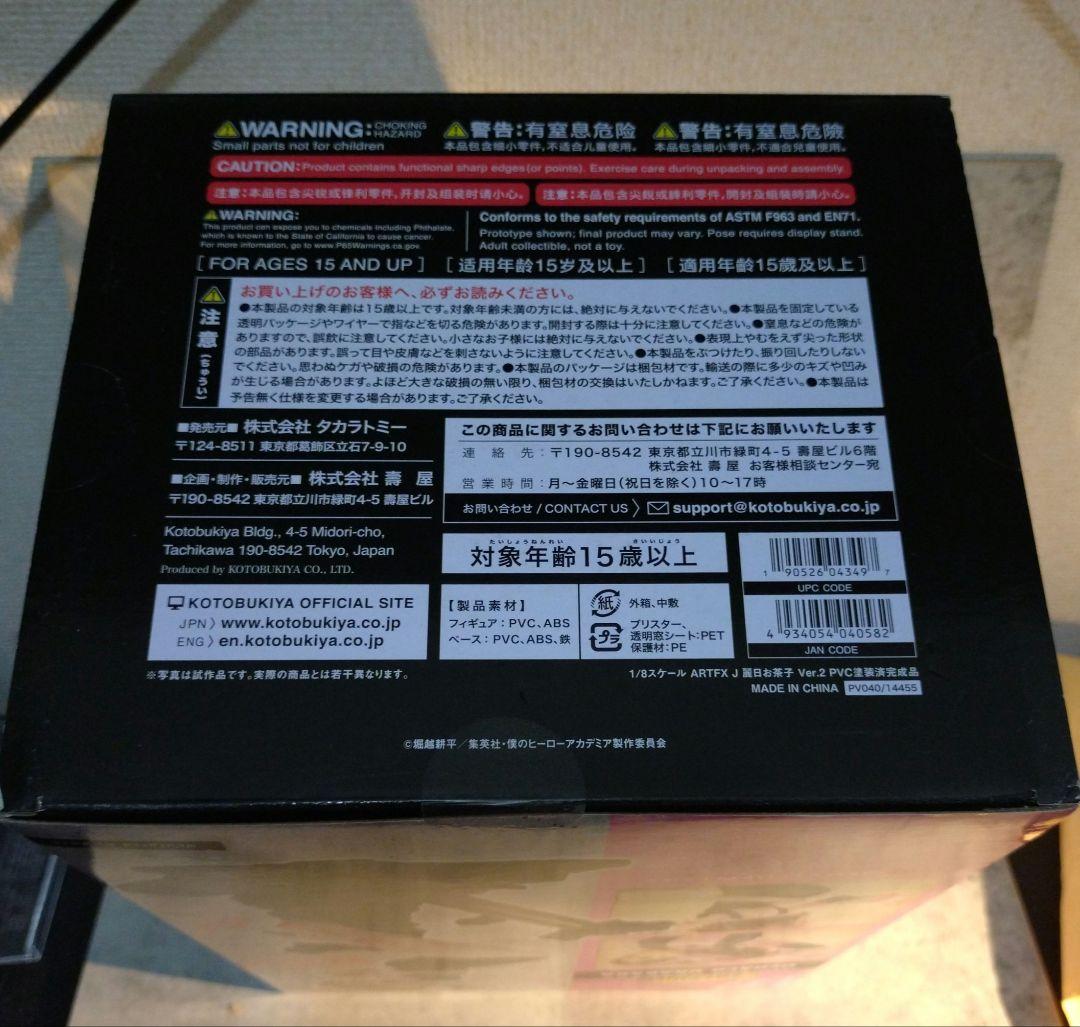 WARNING: CHOKING HAZARD
Small parts not for children
警告:有窒息危险
本品包含细小零件,不适合儿童使用。
警告:有窒息危險
本品包含細小零件,不適合兒童使用。
CAUTION: Product contains functional sharp edges(or points). Exercise care during unpacking and assembly.
注意:本品包含尖锐或锋利零件,开封及组装时请小心。
注意:本品包含尖銳或鋒利零件,開封及組裝時請小心。
WARNING:
This product can expose you to chemicals including Phthalate,
which is known to the State of California to cause cancer.
For more information, go to www.P65Warnings.ca.gov.
Conforms to the safety requirements of ASTM F963 and EN71.
Prototype shown; final product may vary. Pose requires display stand.
Adult collectible, not a toy.
[ FOR AGES 15 AND UP ] [ 适用年龄15岁及以上 ] [ 適用年齡15歲及以上 ]
注意(ちゅうい)
お買い上げのお客様へ、必ずお読みください。
●本製品の対象年齢は15歳以上です。対象年齢未満の方には、絶対に与えないでください。●本製品を固定している
透明パッケージやワイヤーで指などを切る危険があります。開封する際は十分に注意してください。●窒息などの危険が
ありますので、誤飲に注意してください。小さなお子様には絶対に与えないでください。●表現上やむをえず尖った形状
の部品があります。誤って目や皮膚などを刺さないように注意してください。●本製品をぶつけたり、振り回したりしない
でください。思わぬケガや破損の危険があります。●本製品のパッケージは梱包材です。輸送の際に多少のキズや凹み
が生じる場合があります。よほど大きな破損の無い限り、梱包材の交換はいたしかねます。ご了承ください。●本製品は
予告無く仕様を変更する場合があります。ご了承ください。
■発売元■ 株式会社 タカラトミー
〒124-8511 東京都葛飾区立石7-9-10
■企画・制作・販売元■ 株式会社 壽 屋
〒190-8542 東京都立川市緑町4-5 壽屋ビル
Kotobukiya Bldg., 4-5 Midori-cho,
Tachikawa 190-8542 Tokyo, Japan
Produced by KOTOBUKIYA CO., LTD.
この商品に関するお問い合わせは下記にお願いいたします
連 絡 先:〒190-8542 東京都立川市緑町4-5 壽屋ビル6階
株式会社 壽 屋 お客様相談センター宛
営業時間:月〜金曜日(祝日を除く)10〜17時
お問い合わせ / CONTACT US 〉 support@kotobukiya.co.jp
たいしょうねんれい さいいじょう
対象年齢15歳以上
1 90526 04349 7
UPC CODE
4 934054 040582
JAN CODE
KOTOBUKIYA OFFICIAL SITE
JPN 〉 www.kotobukiya.co.jp
ENG 〉 en.kotobukiya.co.jp
【製品素材】
フィギュア:PVC、ABS
ベース:PVC、ABS、鉄
紙 外箱、中敷
プラ ブリスター、
透明窓シート:PET
保護材:PE
※写真は試作品です。実際の商品とは若干異なります。
1/8スケール ARTFX J 麗日お茶子 Ver.2 PVC塗装済完成品
MADE IN CHINA PV040/14455
©堀越耕平/集英社・僕のヒーローアカデミア製作委員会